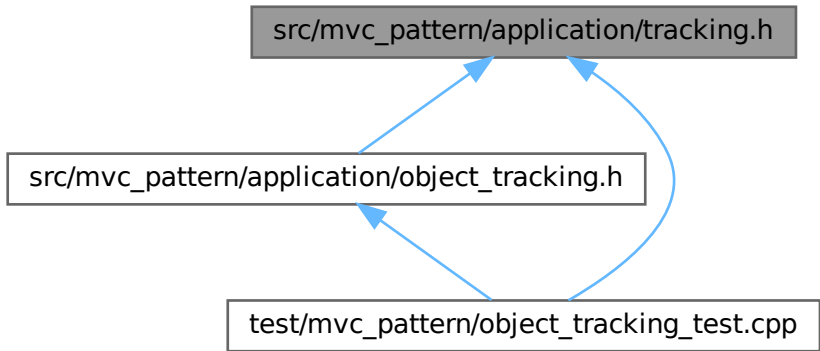 src/mvc_pattern/application/tracking.h
src/mvc_pattern/application/object_tracking.h
test/mvc_pattern/object_tracking_test.cpp